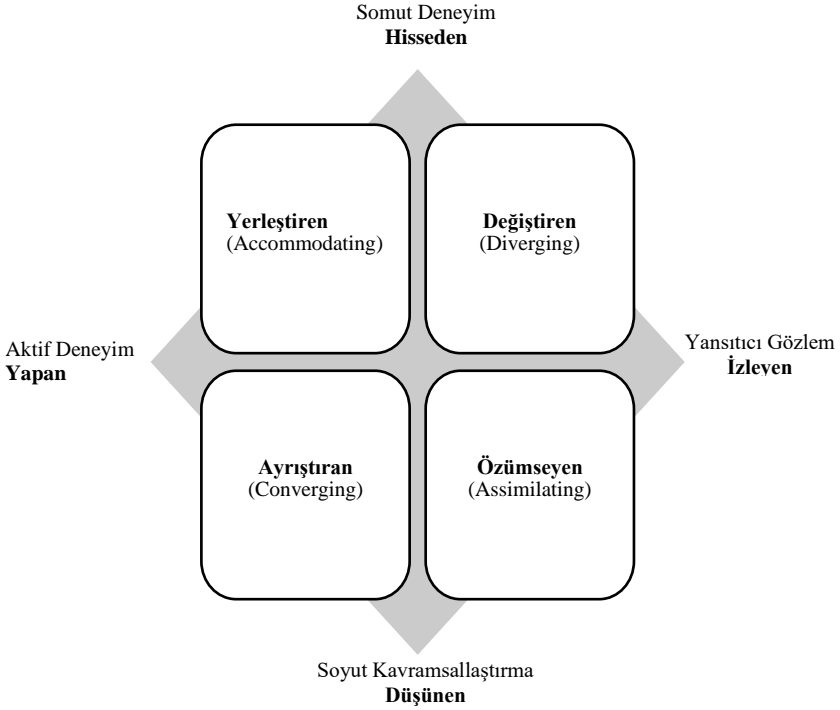 Somut Deneyim
Hisseden
Yerleştiren
(Accommodating)
Değiştiren
(Diverging)
Aktif Deneyim
Yapan
Yansıtıcı Gözlem
İzleyen
Ayrıştıran
(Converging)
Özümseyen
(Assimilating)
Soyut Kavramsallaştırma
Düşünen